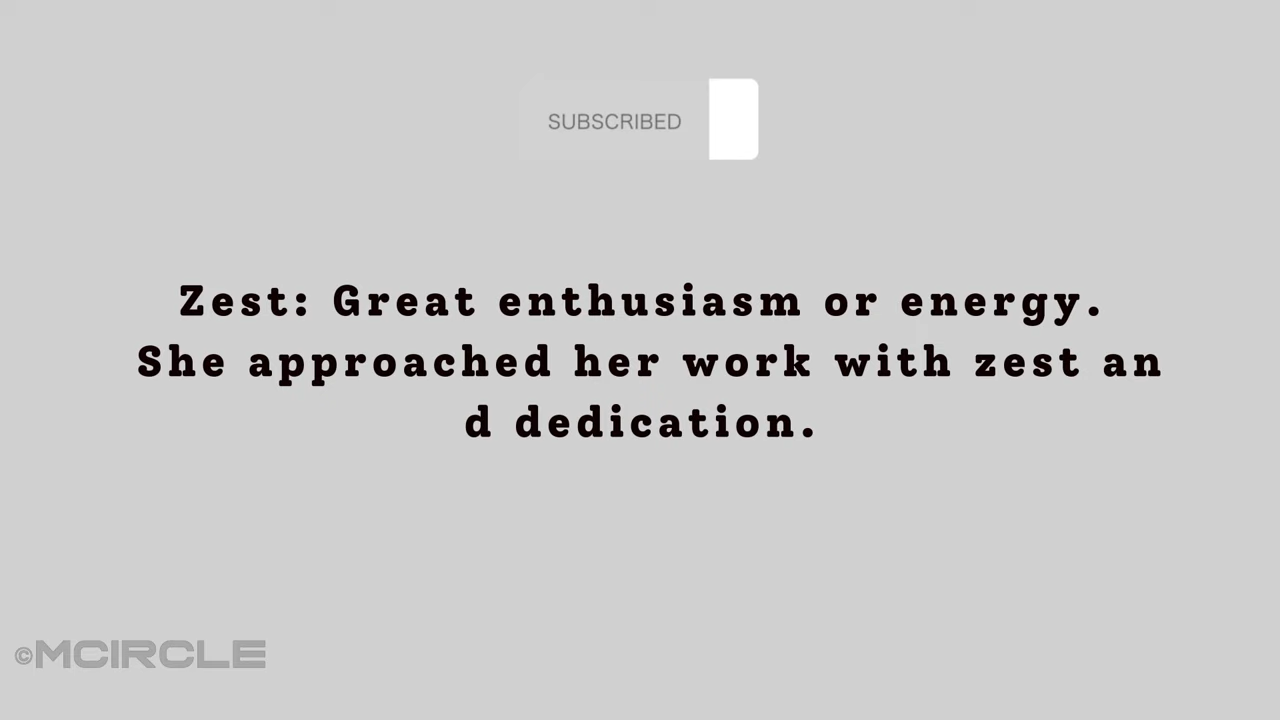 SUBSCRIBED
Zest: Great enthusiasm or energy.
She approached her work with zest an
d dedication.
©MCIRCLE